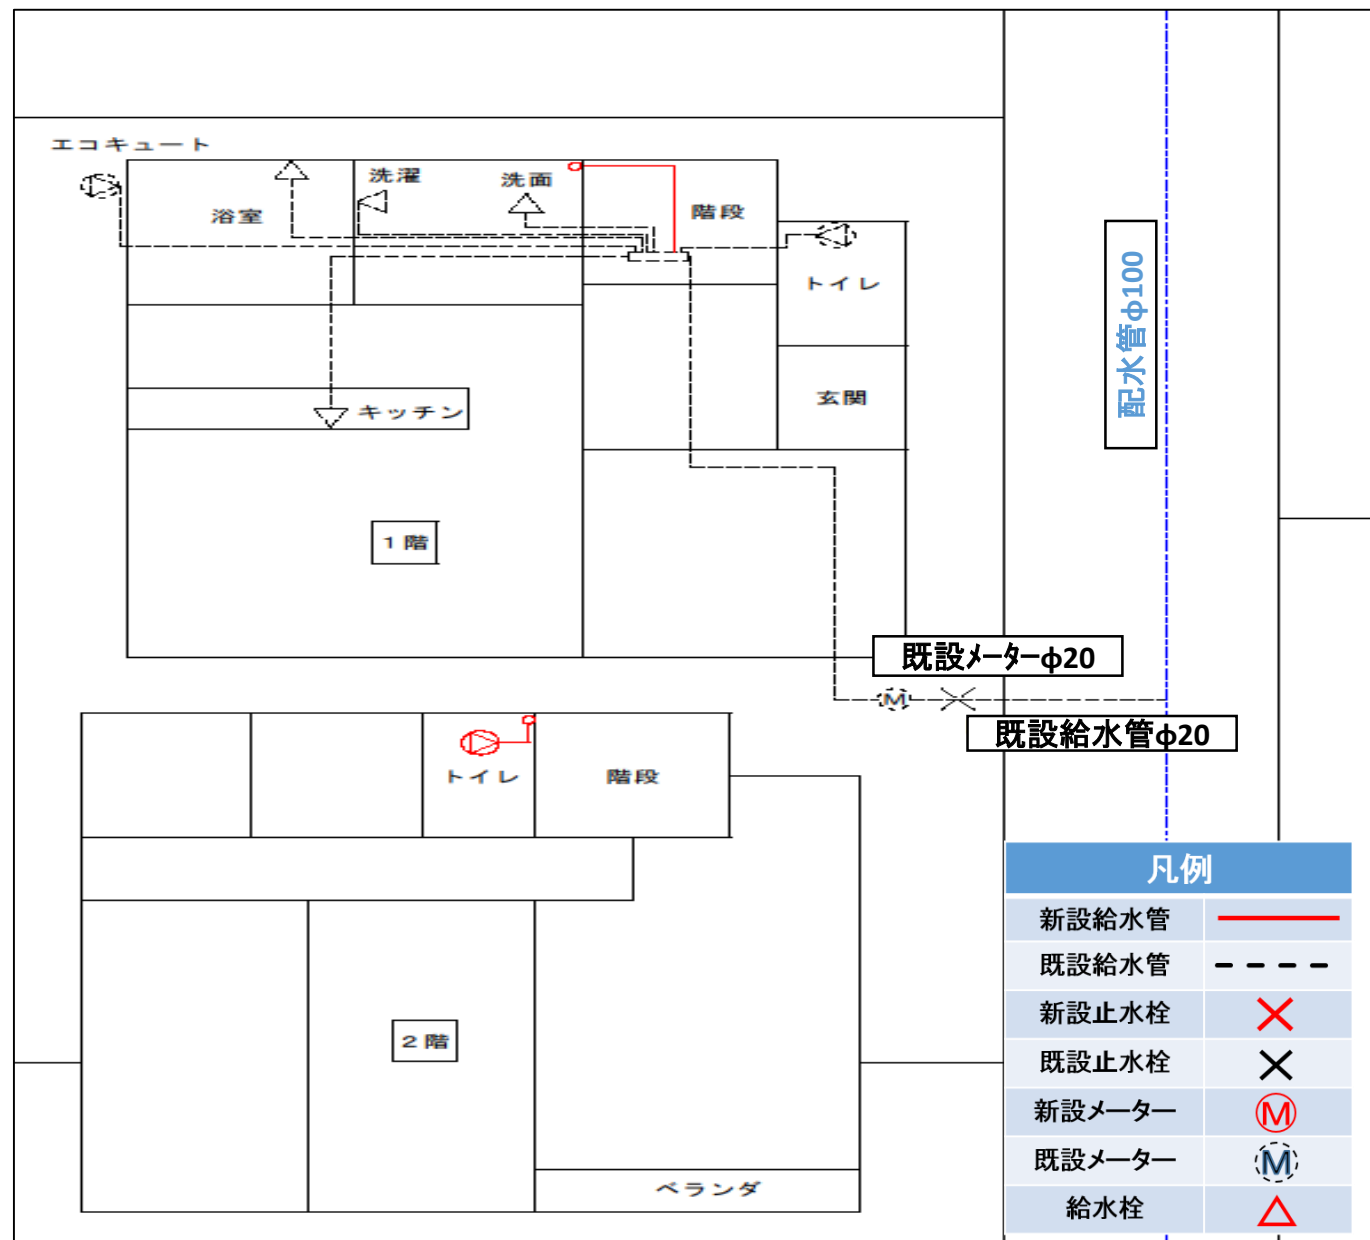 エコキュート
浴室
洗濯
洗面
階段
トイレ
玄関
キッチン
1階
配水管φ100
既設メーターφ20
M
既設給水管φ20
トイレ
階段
2階
ベランダ
凡例
新設給水管
既設給水管
新設止水栓
既設止水栓
新設メーター M
既設メーター M
給水栓